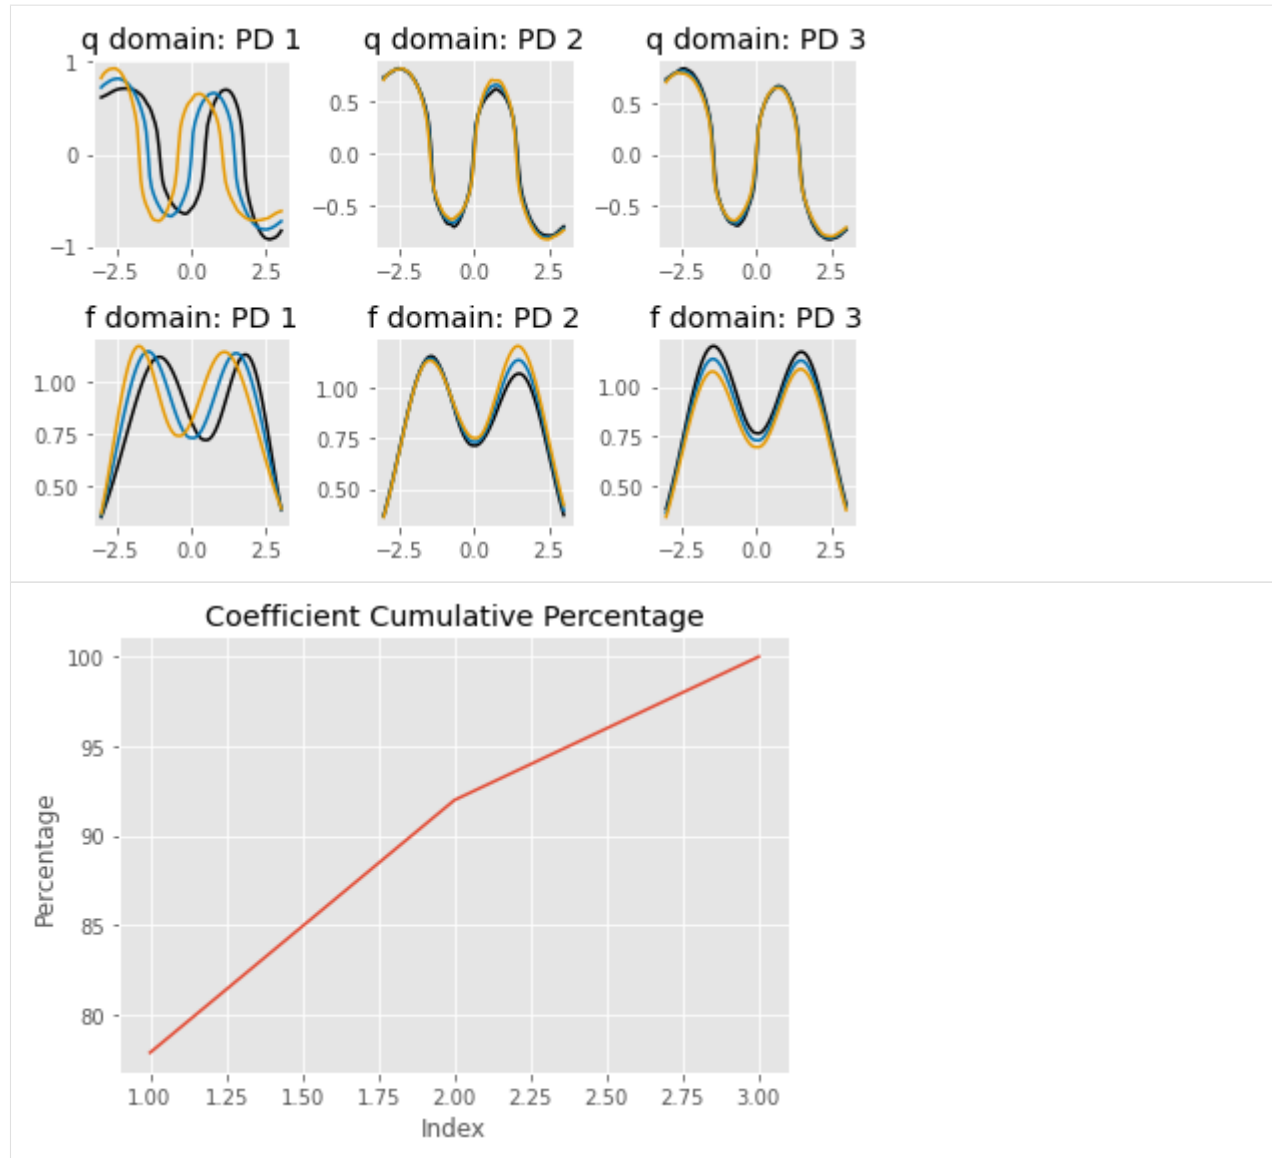 q domain: PD 1 q domain: PD 2 q domain: PD 3
1
0
−1
0.5
0.0
−0.5
0.5
0.0
−0.5
−2.5 0.0 2.5 −2.5 0.0 2.5 −2.5 0.0 2.5
f domain: PD 1 f domain: PD 2 f domain: PD 3
1.00
0.75
0.50
1.00
0.75
0.50
1.00
0.75
0.50
−2.5 0.0 2.5 −2.5 0.0 2.5 −2.5 0.0 2.5
Coefficient Cumulative Percentage
100
95
90
85
80
Percentage
1.00 1.25 1.50 1.75 2.00 2.25 2.50 2.75 3.00
Index